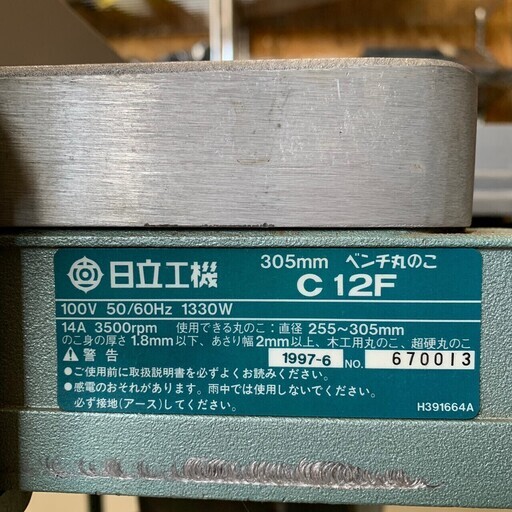 日立工機 305mm ベンチ丸のこ
C 12F
100V 50/60Hz 1330W
14A 3500rpm 使用できる丸のこ:直径 255~305mm
のこ身の厚さ1.8mm以下、あさり幅2mm以上、木工用丸のこ、超硬丸のこ
⚠警告 1997-6 NO. 670013
●ご使用前に取扱説明書を必ずよくお読みください。
●感電のおそれがあります。雨中では使用しないでください。
必ず接地(アース)してください。 H391664A